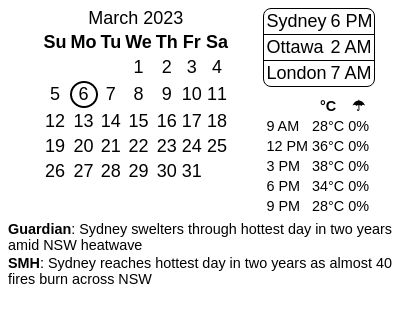 March 2023
Su Mo Tu We Th Fr Sa
1 2 3 4
5 6 7 8 9 10 11
12 13 14 15 16 17 18
19 20 21 22 23 24 25
26 27 28 29 30 31
Sydney 6 PM
Ottawa 2 AM
London 7 AM
°C ☂
9 AM 28°C 0%
12 PM 36°C 0%
3 PM 38°C 0%
6 PM 34°C 0%
9 PM 28°C 0%
Guardian: Sydney swelters through hottest day in two years
amid NSW heatwave
SMH: Sydney reaches hottest day in two years as almost 40
fires burn across NSW